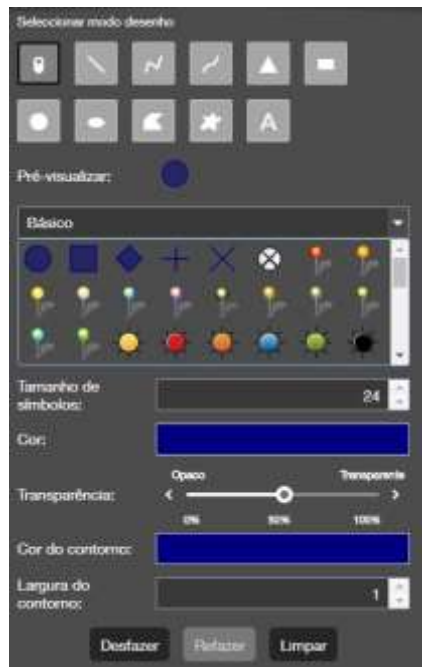 Seleccionar modo desenho
A
Pré-visualizar:
Básico
Tamanho de
símbolos:
24
Cor:
Opaco Transparente
Transparência:
0% 50% 100%
Cor do contorno:
Largura do
contorno:
1
Desfazer Refazer Limpar